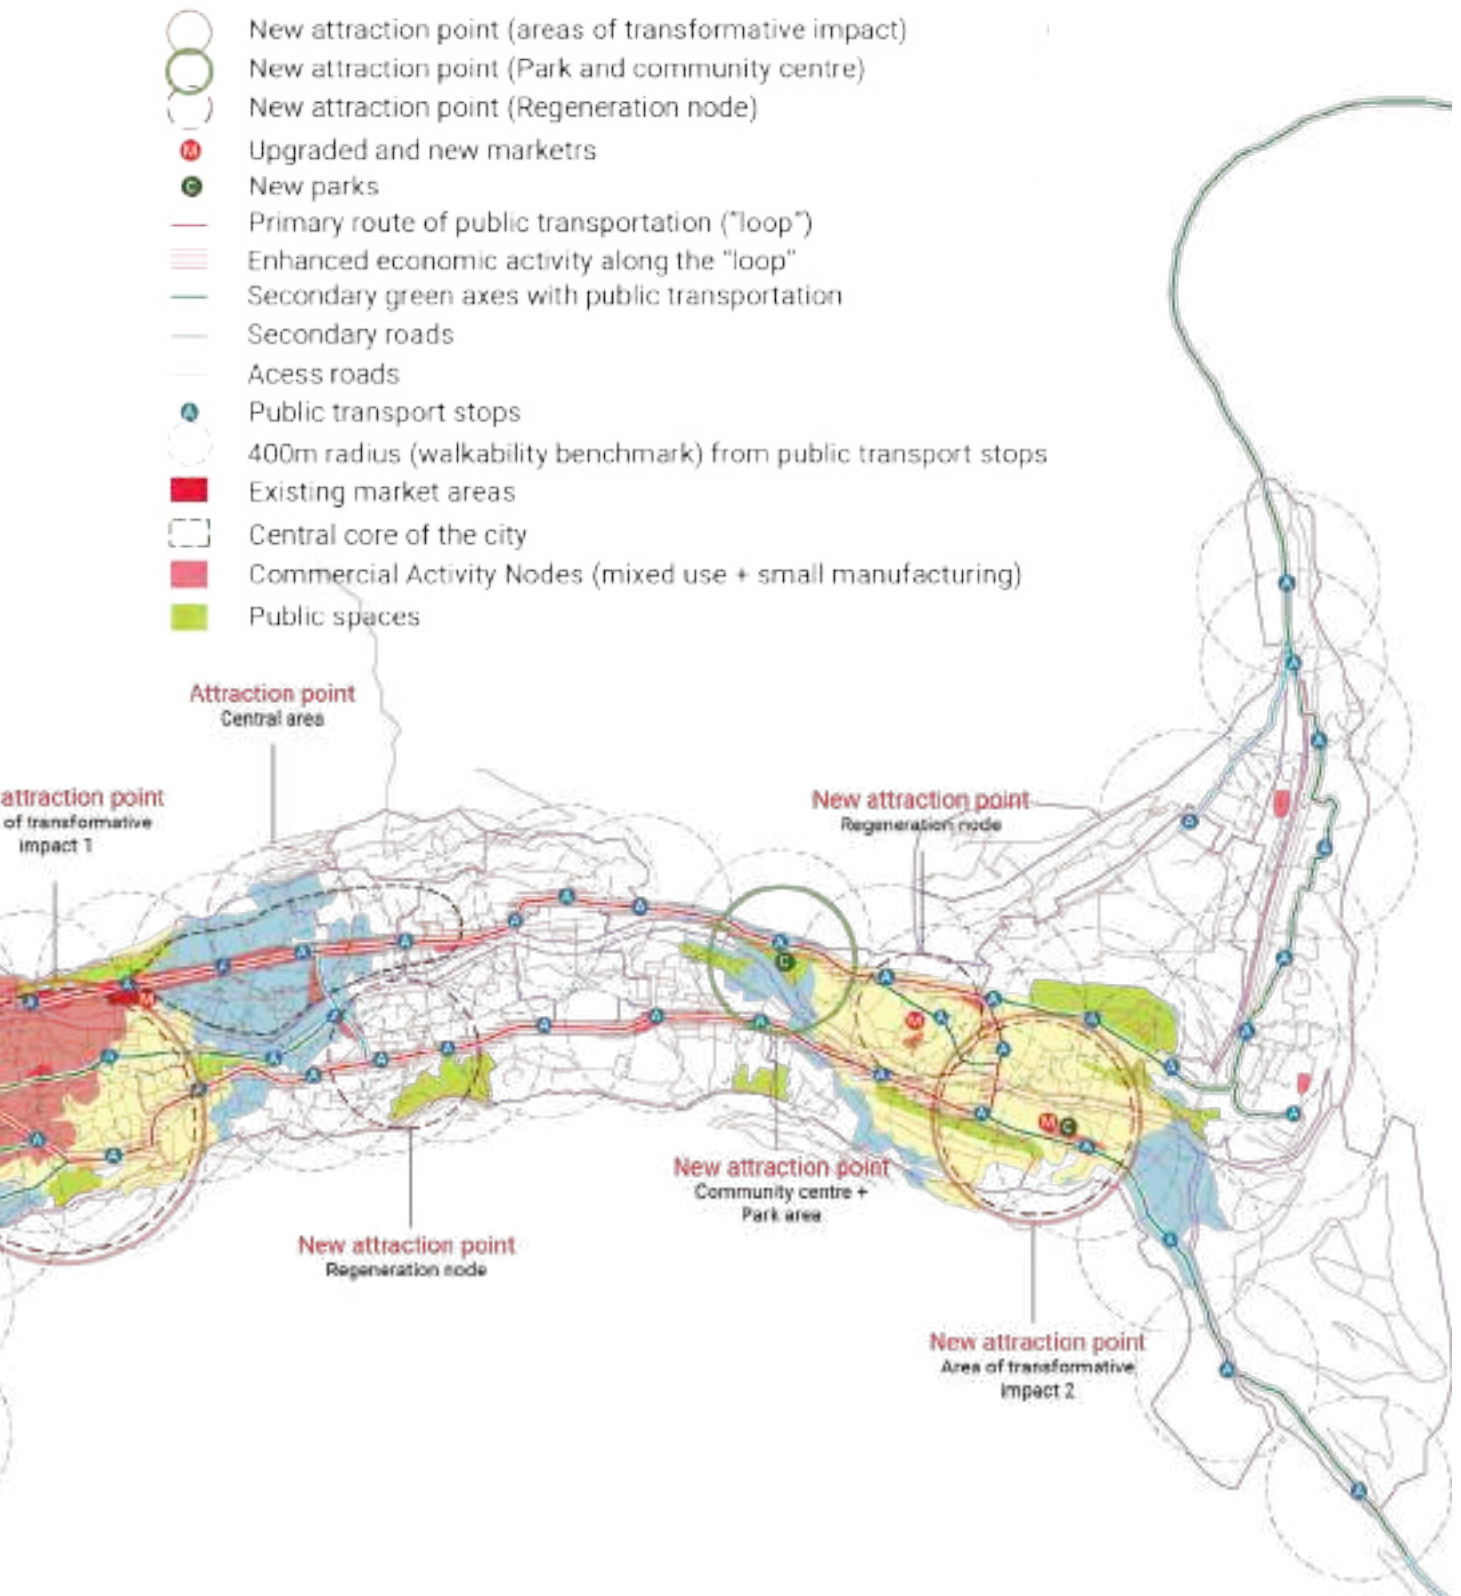 New attraction point (areas of transformative impact)
New attraction point (Park and community centre)
New attraction point (Regeneration node)
M Upgraded and new marketrs
C New parks
Primary route of public transportation ("loop")
Enhanced economic activity along the "loop"
Secondary green axes with public transportation
Secondary roads
Acess roads
A Public transport stops
400m radius (walkability benchmark) from public transport stops
Existing market areas
Central core of the city
Commercial Activity Nodes (mixed use + small manufacturing)
Public spaces
Attraction point
Central area
attraction point
of transformative
impact 1
New attraction point
Regeneration node
New attraction point
Community centre +
Park area
New attraction point
Regeneration node
New attraction point
Area of transformative
impact 2